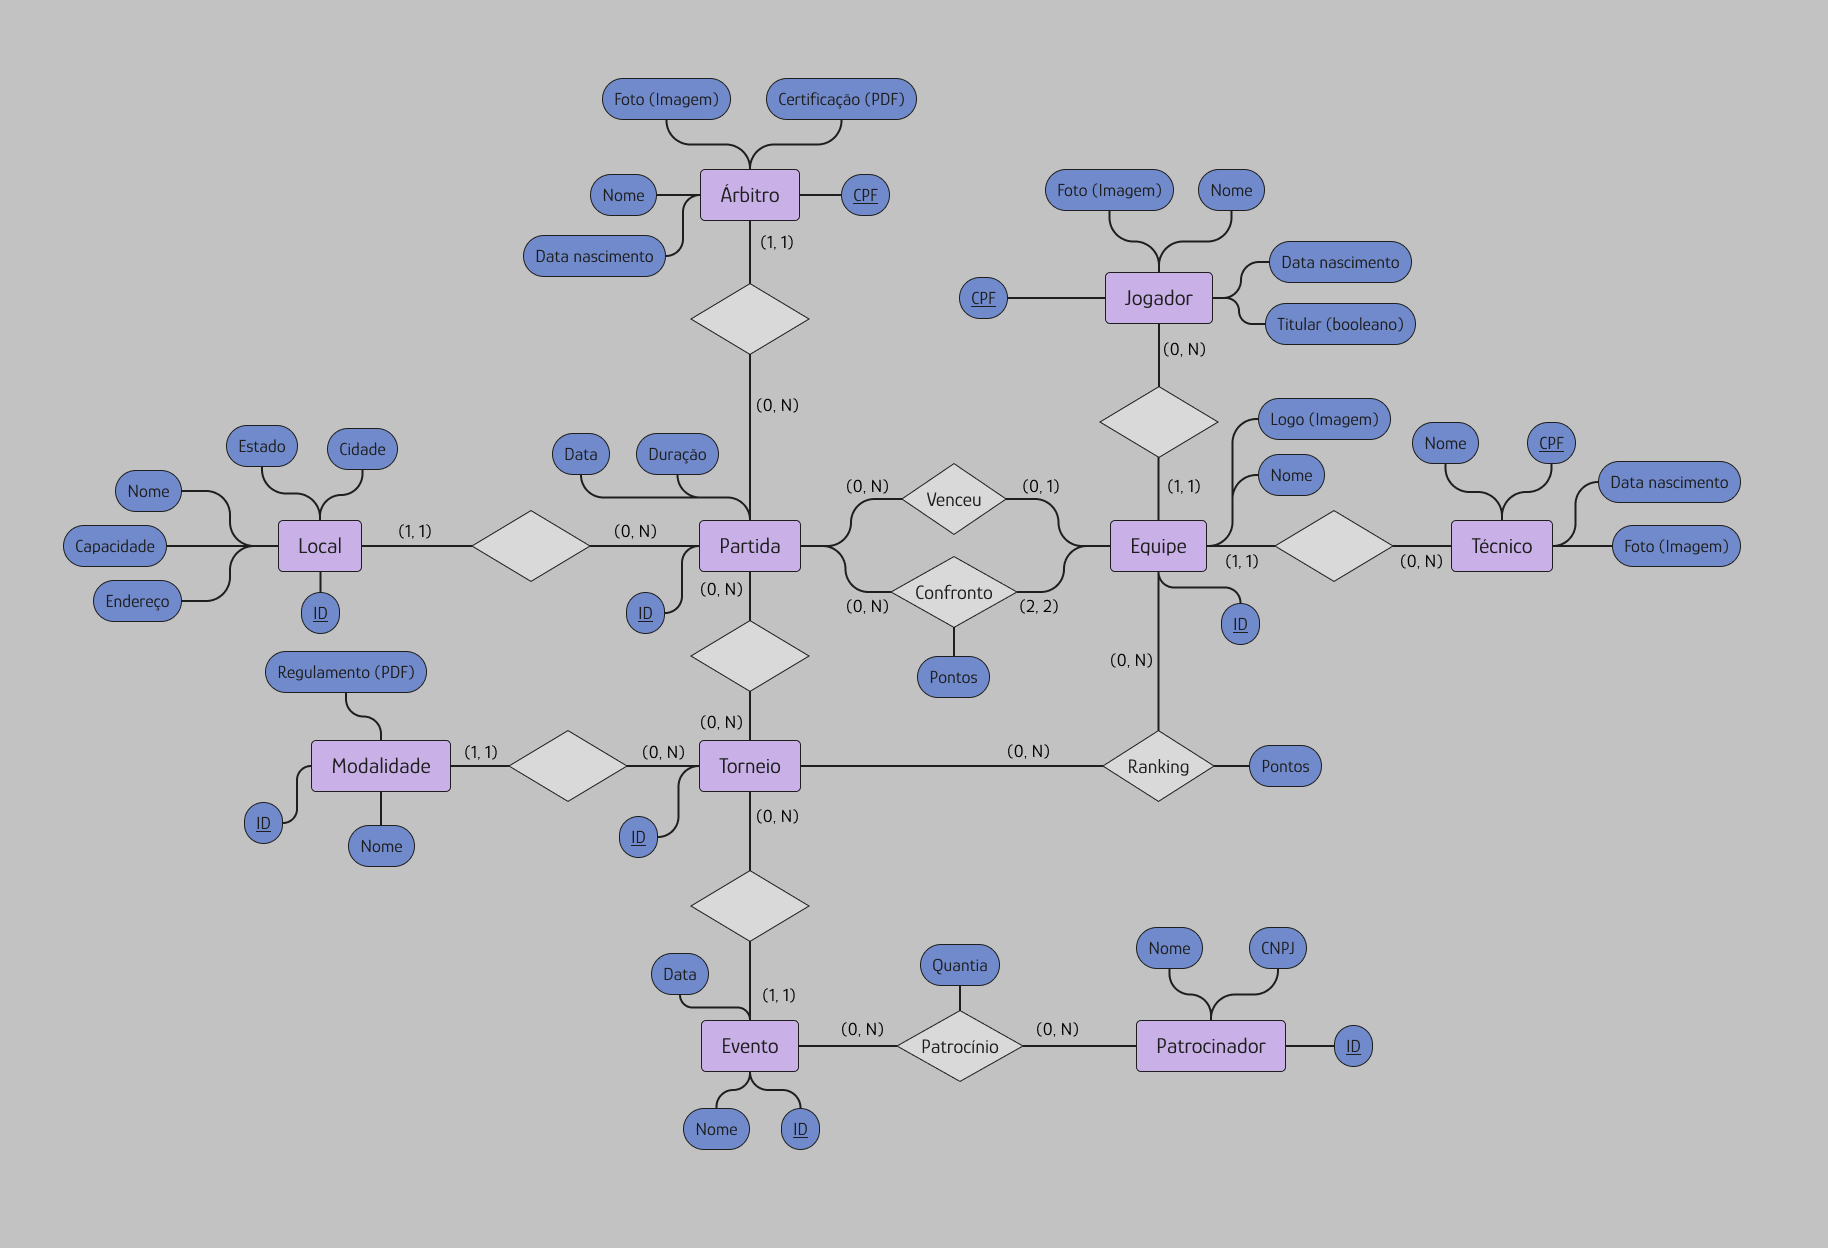 Foto (Imagem)
Certificação (PDF)
Nome
Árbitro
CPF
Data nascimento
(1, 1)
(0, N)
Foto (Imagem)
Nome
CPF
Jogador
Data nascimento
Titular (booleano)
(0, N)
(1, 1)
Logo (Imagem)
Nome
Nome
CPF
Data nascimento
Foto (Imagem)
Técnico
(0, N)
(1, 1)
Equipe
ID
Estado
Cidade
Nome
Capacidade
Endereço
Local
ID
(1, 1)
(0, N)
Data
Duração
Partida
ID
(0, N)
Venceu
(0, 1)
(0, N)
Confronto
(2, 2)
Pontos
(0, N)
(0, N)
Regulamento (PDF)
Modalidade
ID
Nome
(1, 1)
(0, N)
Torneio
ID
(0, N)
Ranking
(0, N)
Pontos
(0, N)
(1, 1)
Data
Evento
Nome
ID
(0, N)
Quantia
Patrocínio
(0, N)
Nome
CNPJ
Patrocinador
ID